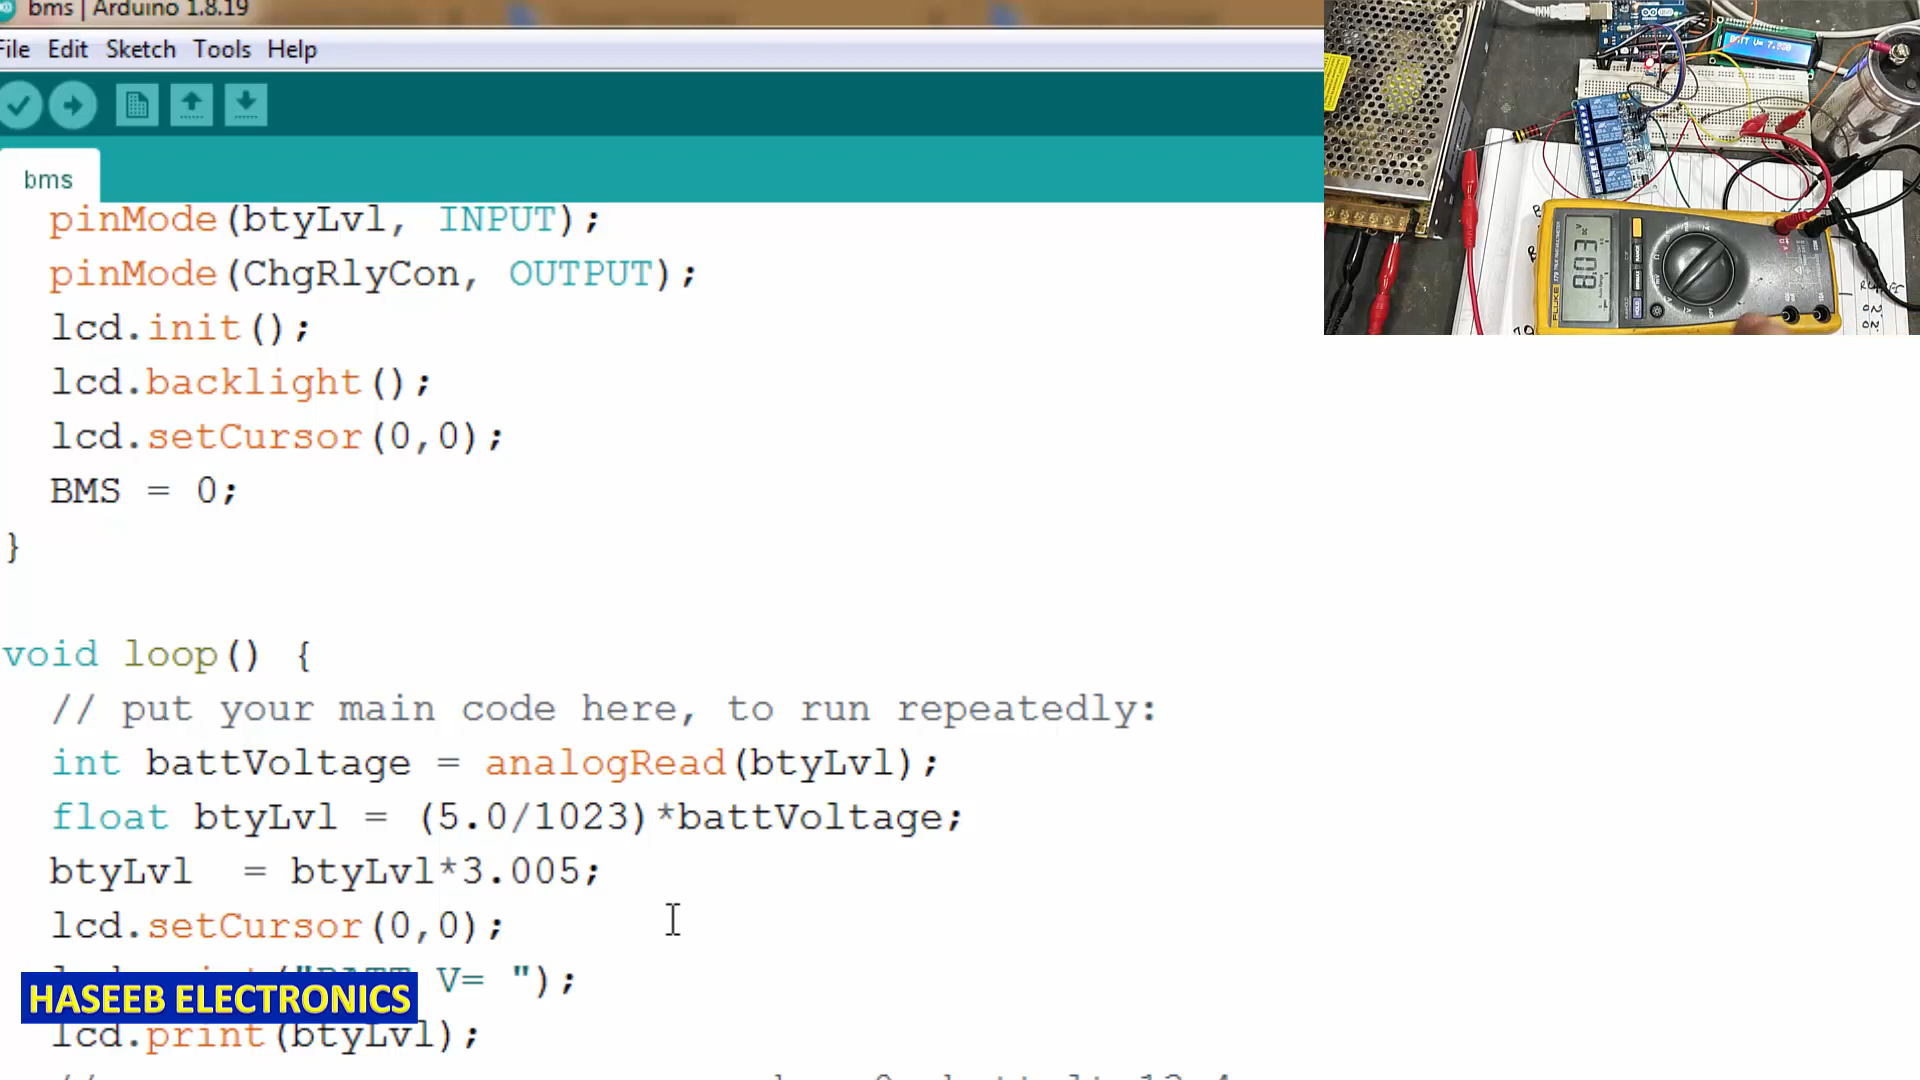 bms | Arduino 1.8.19
File Edit Sketch Tools Help
bms
pinMode(btyLvl, INPUT);
pinMode(ChgRlyCon, OUTPUT);
lcd.init();
lcd.backlight();
lcd.setCursor(0,0);
BMS = 0;
}
void loop() {
// put your main code here, to run repeatedly:
int battVoltage = analogRead(btyLvl);
float btyLvl = (5.0/1023)*battVoltage;
btyLvl = btyLvl*3.005;
lcd.setCursor(0,0);
V= ");
HASEEB ELECTRONICS
lcd.print(btyLvl);
8.03
FLUKE